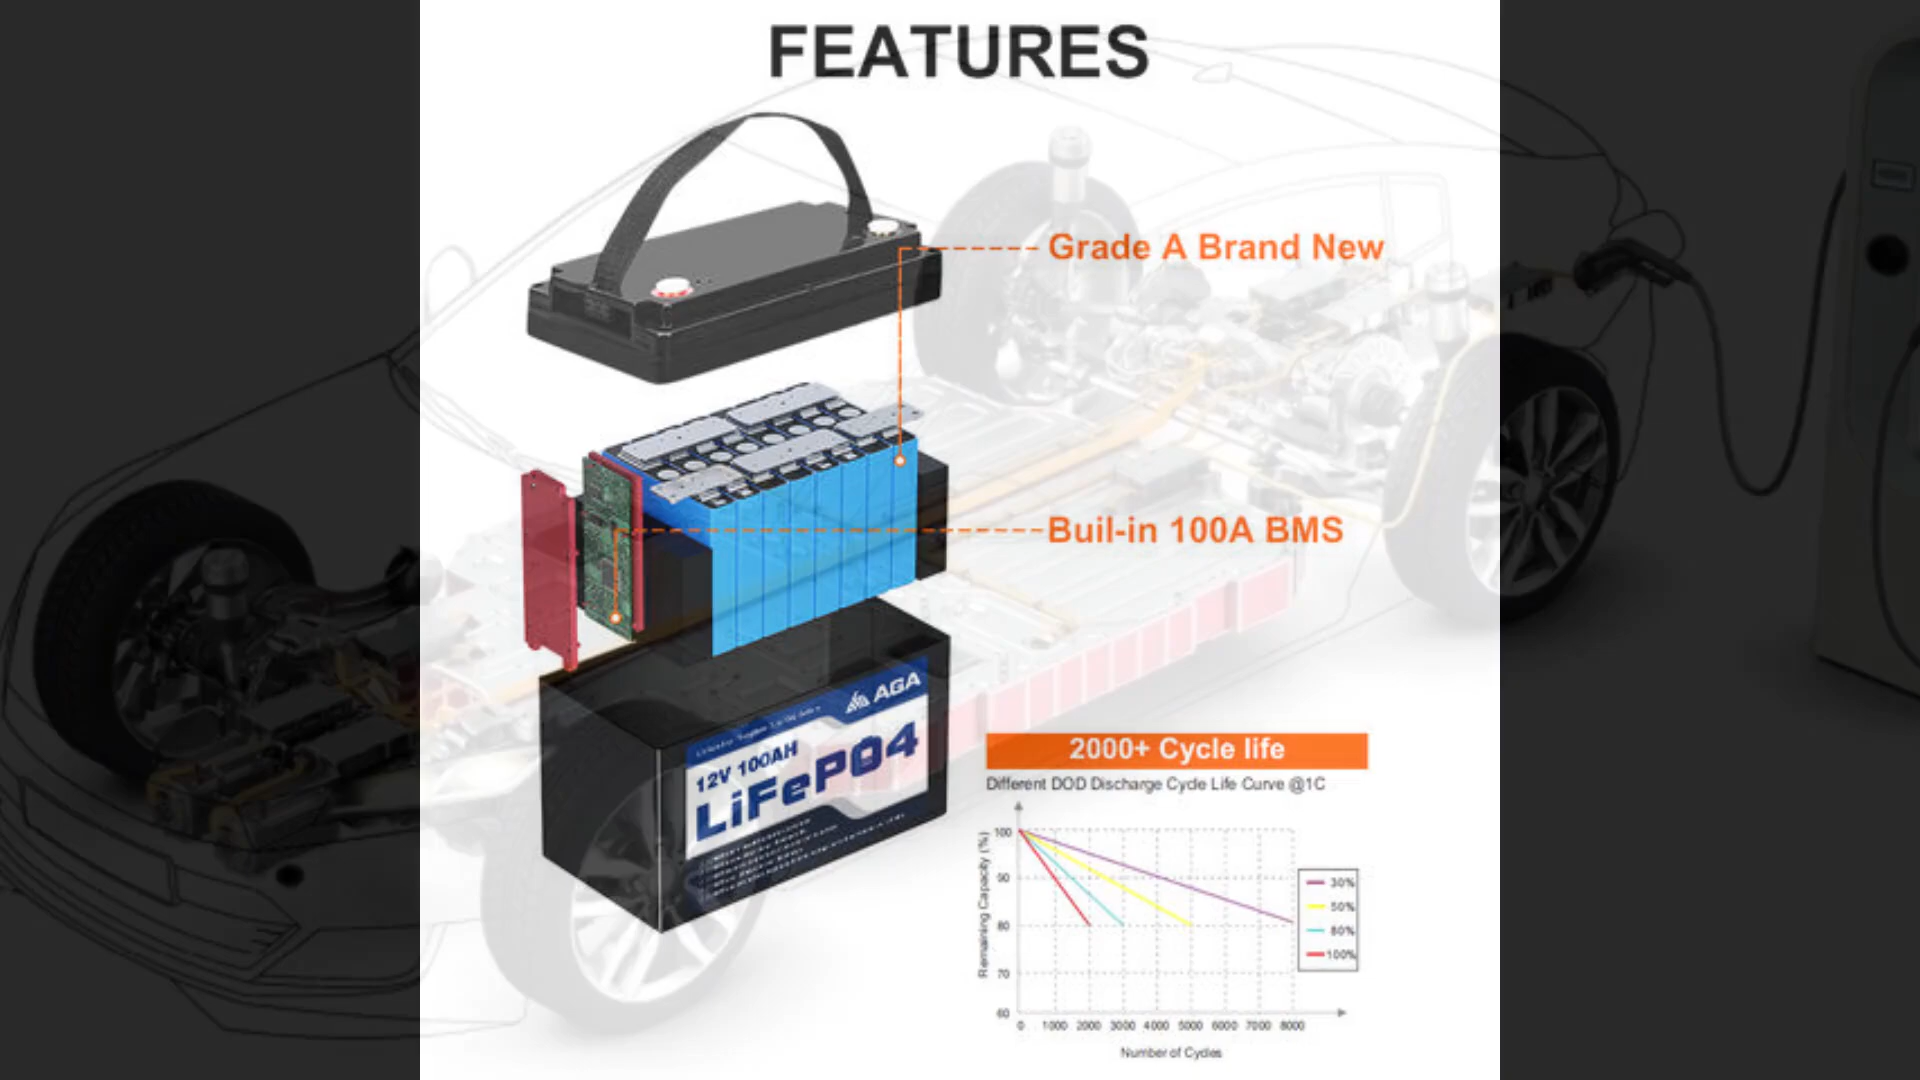 FEATURES
Grade A Brand New
Buil-in 100A BMS
AGA
12V 100AH
LiFePO4
2000+ Cycle life
Different DOD Discharge Cycle Life Curve @1C
Remaining Capacity (%)
100
90
80
70
60
0 1000 2000 3000 4000 5000 6000 7000 8000
Number of Cycles
30%
50%
80%
100%